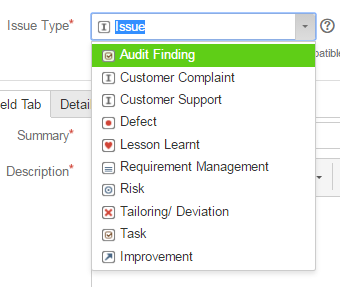 Issue Type*
Issue
Audit Finding
Customer Complaint
Customer Support
Defect
Lesson Learnt
Requirement Management
Risk
Tailoring/ Deviation
Task
Improvement
eld Tab
Detai
Summary*
Description*